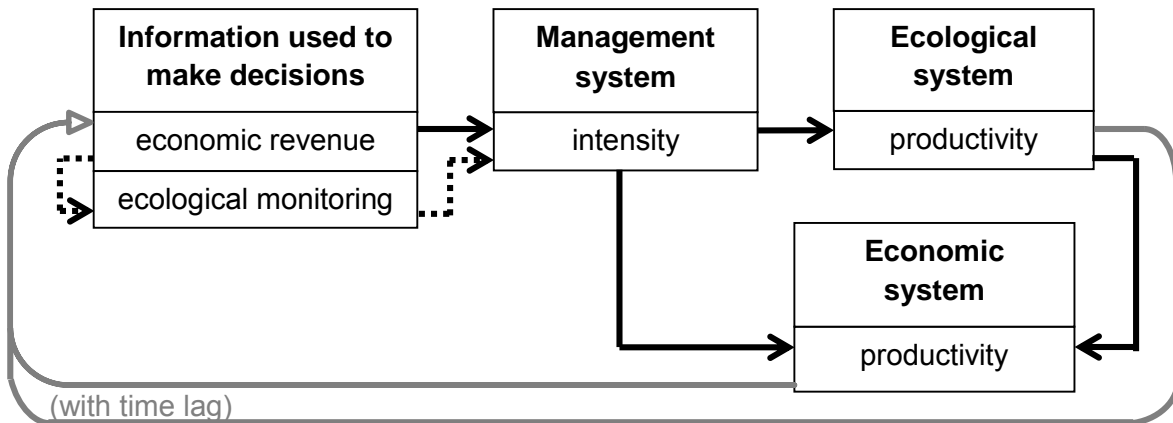 Information used to
make decisions
economic revenue
ecological monitoring
Management
system
intensity
Ecological
system
productivity
Economic
system
productivity
(with time lag)